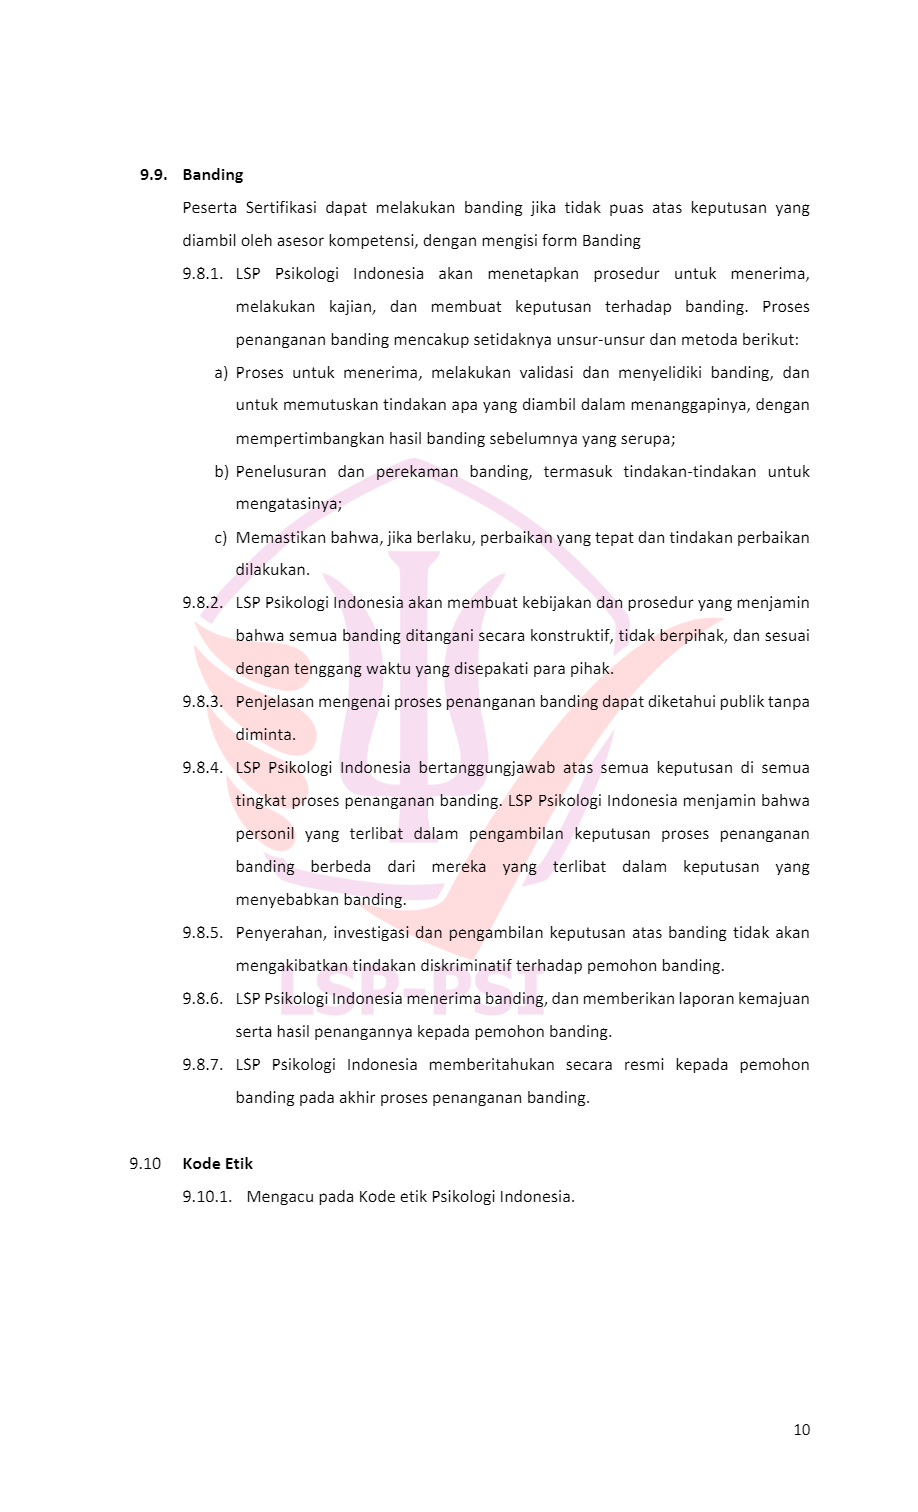 9.9. Banding
Peserta Sertifikasi dapat melakukan banding jika tidak puas atas keputusan yang
diambil oleh asesor kompetensi, dengan mengisi form Banding
9.8.1. LSP Psikologi Indonesia akan menetapkan prosedur untuk menerima,
melakukan kajian, dan membuat keputusan terhadap banding. Proses
penanganan banding mencakup setidaknya unsur-unsur dan metoda berikut:
a) Proses untuk menerima, melakukan validasi dan menyelidiki banding, dan
untuk memutuskan tindakan apa yang diambil dalam menanggapinya, dengan
mempertimbangkan hasil banding sebelumnya yang serupa;
b) Penelusuran dan perekaman banding, termasuk tindakan-tindakan untuk
mengatasinya;
c) Memastikan bahwa, jika berlaku, perbaikan yang tepat dan tindakan perbaikan
dilakukan.
9.8.2. LSP Psikologi Indonesia akan membuat kebijakan dan prosedur yang menjamin
bahwa semua banding ditangani secara konstruktif, tidak berpihak, dan sesuai
dengan tenggang waktu yang disepakati para pihak.
9.8.3. Penjelasan mengenai proses penanganan banding dapat diketahui publik tanpa
diminta.
9.8.4. LSP Psikologi Indonesia bertanggungjawab atas semua keputusan di semua
tingkat proses penanganan banding. LSP Psikologi Indonesia menjamin bahwa
personil yang terlibat dalam pengambilan keputusan proses penanganan
banding berbeda dari mereka yang terlibat dalam keputusan yang
menyebabkan banding.
9.8.5. Penyerahan, investigasi dan pengambilan keputusan atas banding tidak akan
mengakibatkan tindakan diskriminatif terhadap pemohon banding.
LSP-PSI
9.8.6. LSP Psikologi Indonesia menerima banding, dan memberikan laporan kemajuan
serta hasil penangannya kepada pemohon banding.
9.8.7. LSP Psikologi Indonesia memberitahukan secara resmi kepada pemohon
banding pada akhir proses penanganan banding.
9.10 Kode Etik
9.10.1. Mengacu pada Kode etik Psikologi Indonesia.
10